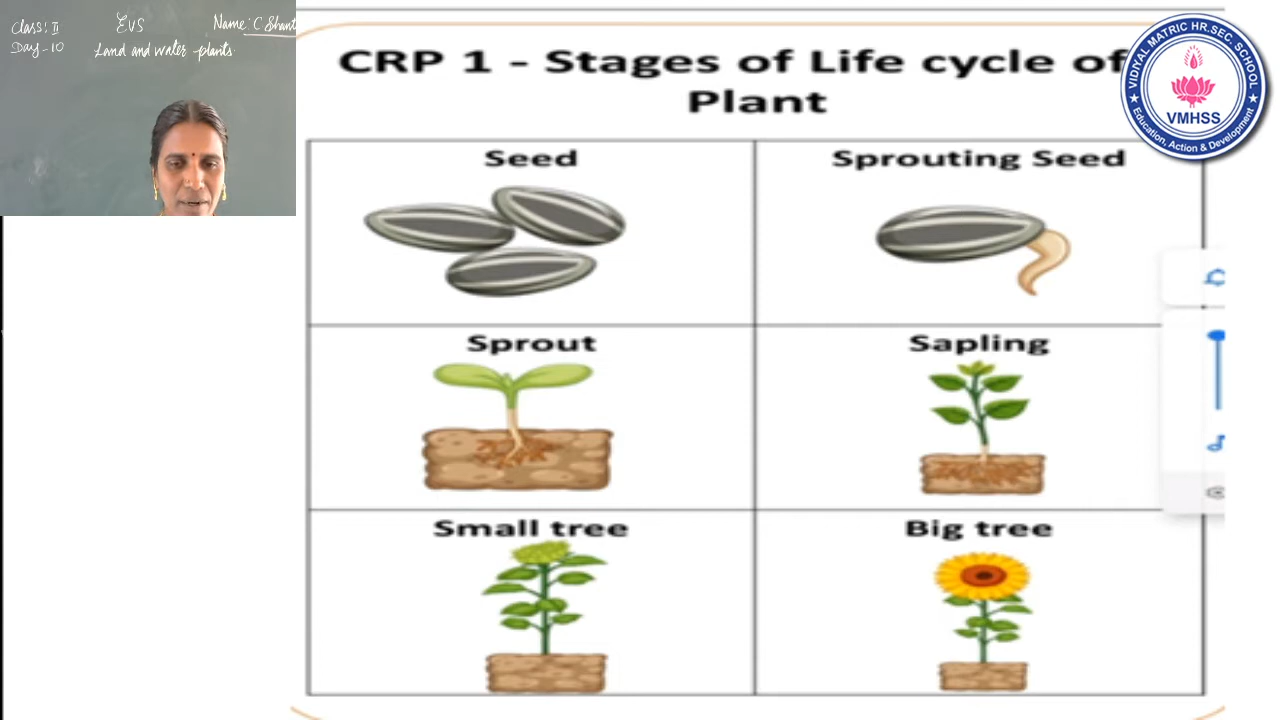 Class: II EVS Name: C Shant
Day-10 Land and water plants
CRP 1 - Stages of Life cycle of
Plant
Seed Sprouting Seed
Sprout Sapling
Small tree Big tree
VIDIYAL MATRIC HR.SEC. SCHOOL
VMHSS
Education, Action & Development